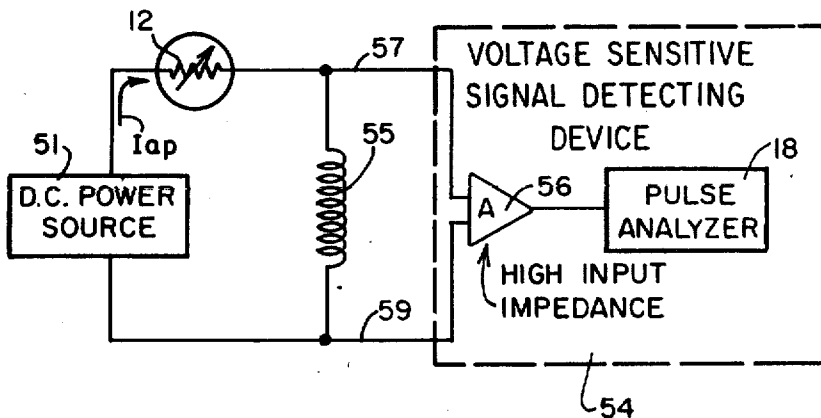 12
57
VOLTAGE SENSITIVE
SIGNAL DETECTING
DEVICE
Iap
51
D.C. POWER
SOURCE
55
A
56
18
PULSE
ANALYZER
HIGH INPUT
IMPEDANCE
59
54